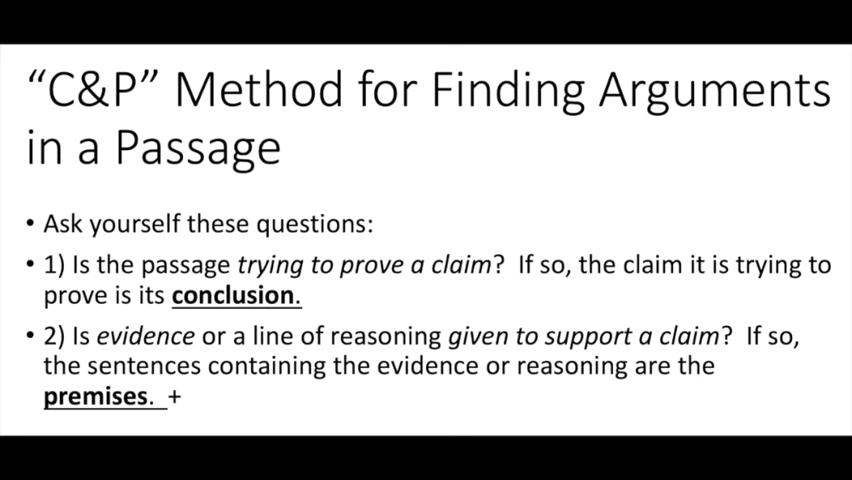 “C&P” Method for Finding Arguments
in a Passage
• Ask yourself these questions:
• 1) Is the passage trying to prove a claim? If so, the claim it is trying to
prove is its conclusion.
• 2) Is evidence or a line of reasoning given to support a claim? If so,
the sentences containing the evidence or reasoning are the
premises. +